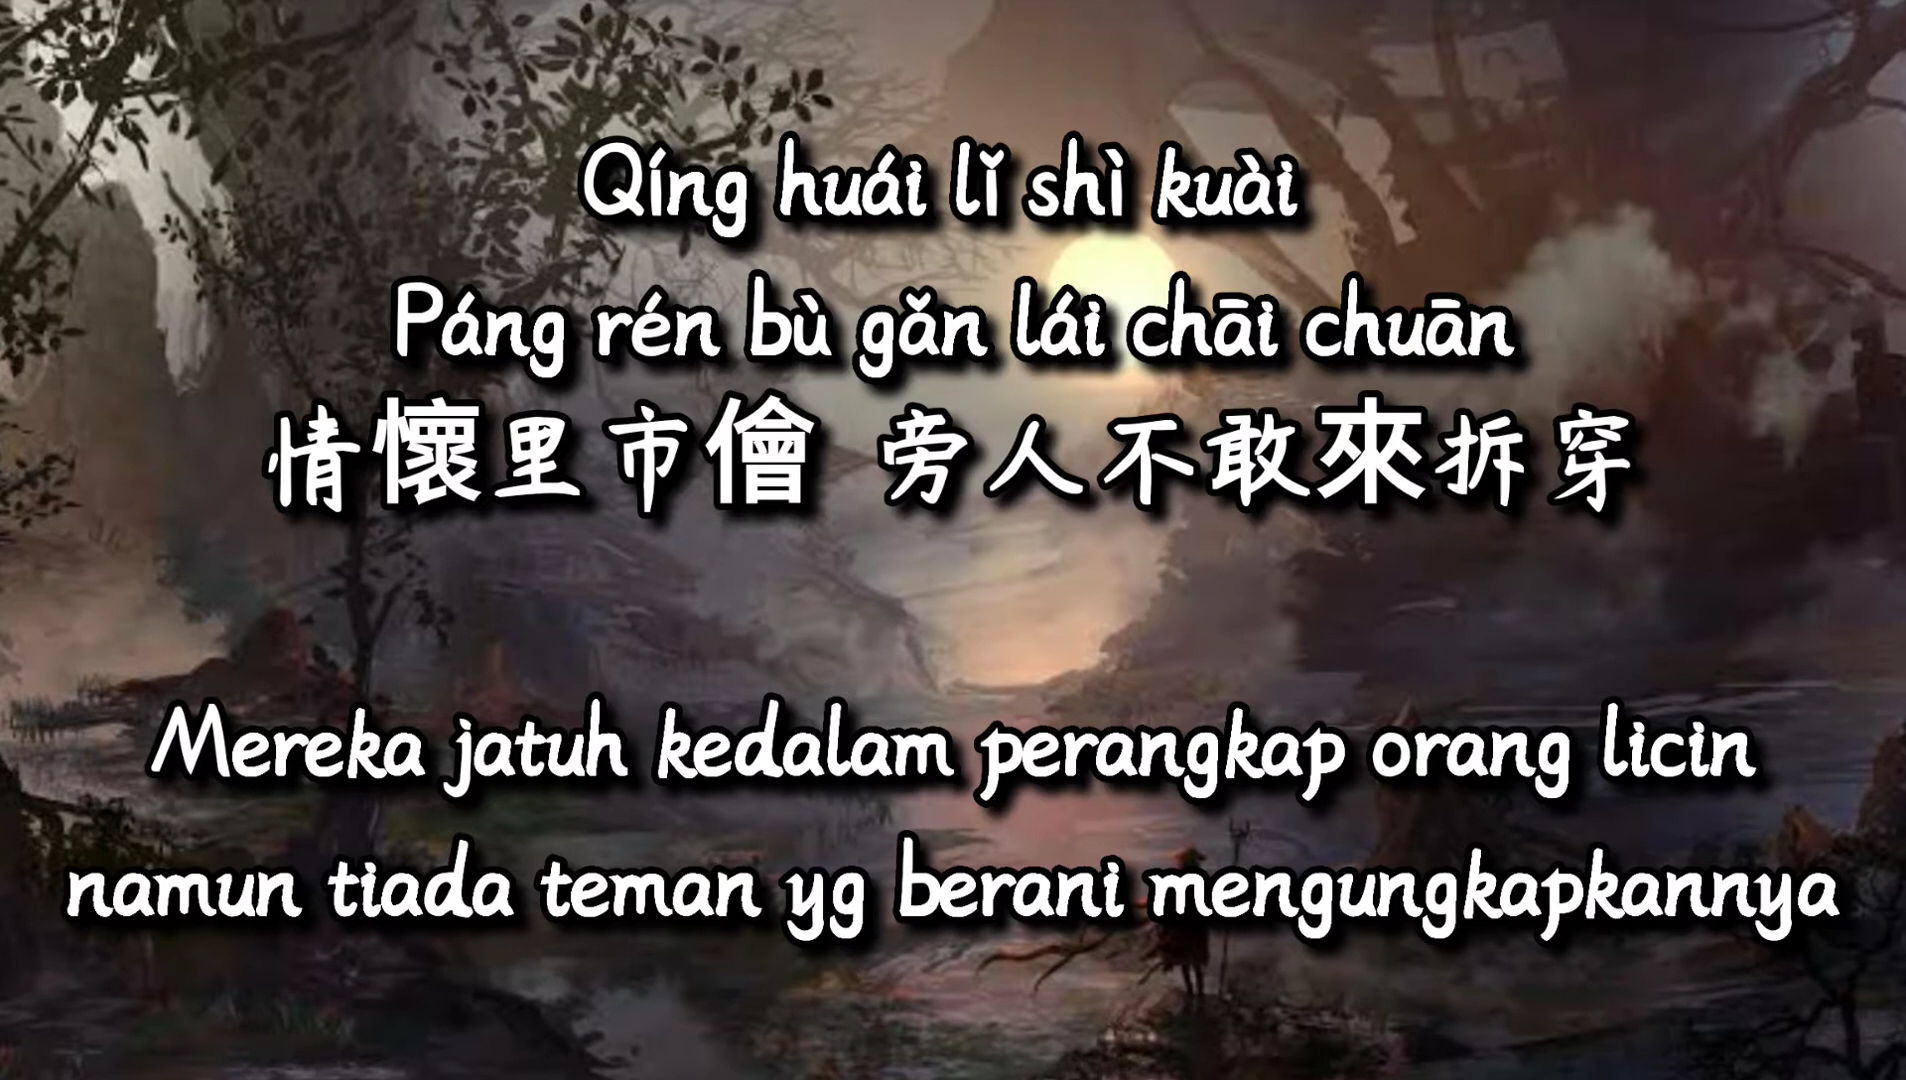 Qíng huái lǐ shì kuài
Páng rén bù gǎn lái chāi chuān
情懷里市儈 旁人不敢來拆穿
Mereka jatuh kedalam perangkap orang licin
namun tiada teman yg berani mengungkapkannya